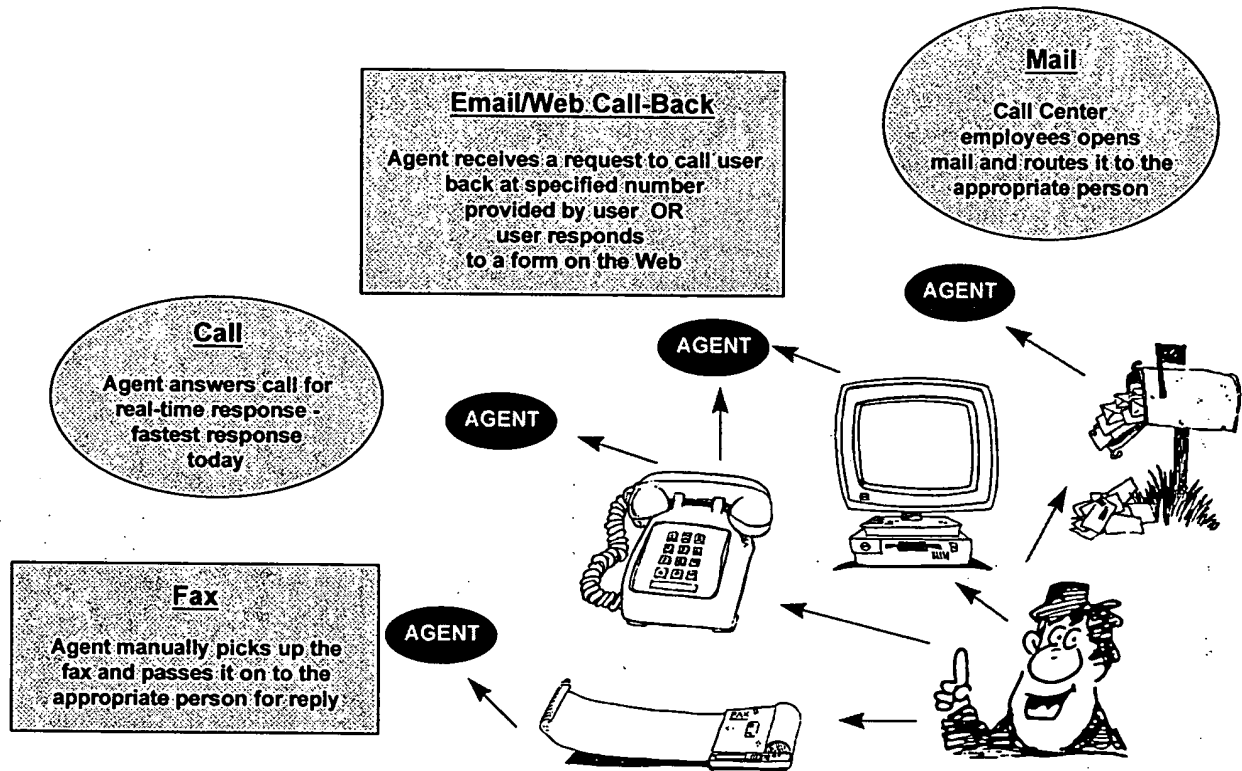 Mail
Call Center
employees opens
mail and routes it to the
appropriate person
Email/Web Call-Back
Agent receives a request to call user
back at specified number
provided by user OR
user responds
to a form on the Web
AGENT
AGENT
Call
Agent answers call for
real-time response -
fastest response
today
AGENT
Fax
Agent manually picks up the
fax and passes it on to the
appropriate person for reply
AGENT
FAX